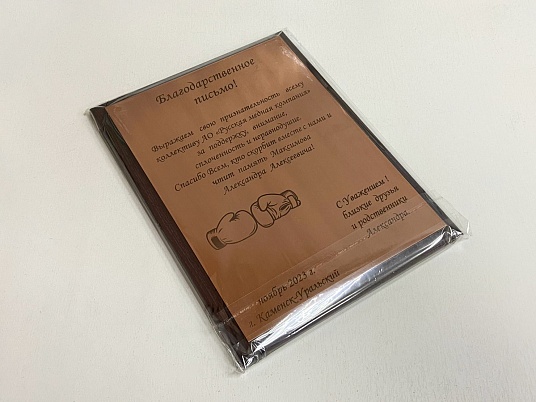 Благодарственное
письмо!
Выражаем свою признательность всему
коллективу АО «Русская медная компания»
за поддержку, внимание,
сплоченность и неравнодушие.
Спасибо Всем, кто скорбит вместе с нами и
чтит память Максимова
Александра Алексеевича!
С Уважением!
Близкие друзья
и родственники
Александра
ноябрь 2023 г.
г. Каменск-Уральский